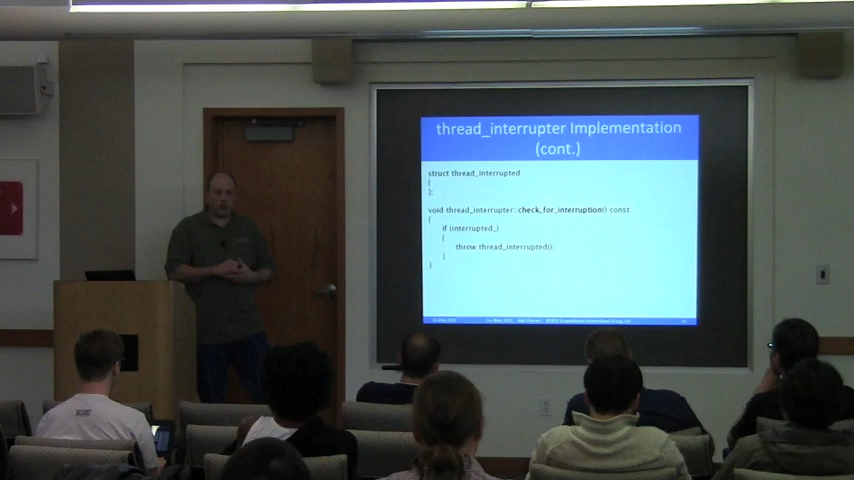 thread_interrupter Implementation
(cont.)
struct thread_interrupted
{
};
void thread_interrupter::check_for_interruption() const
{
if (interrupted_)
{
throw thread_interrupted();
}
}